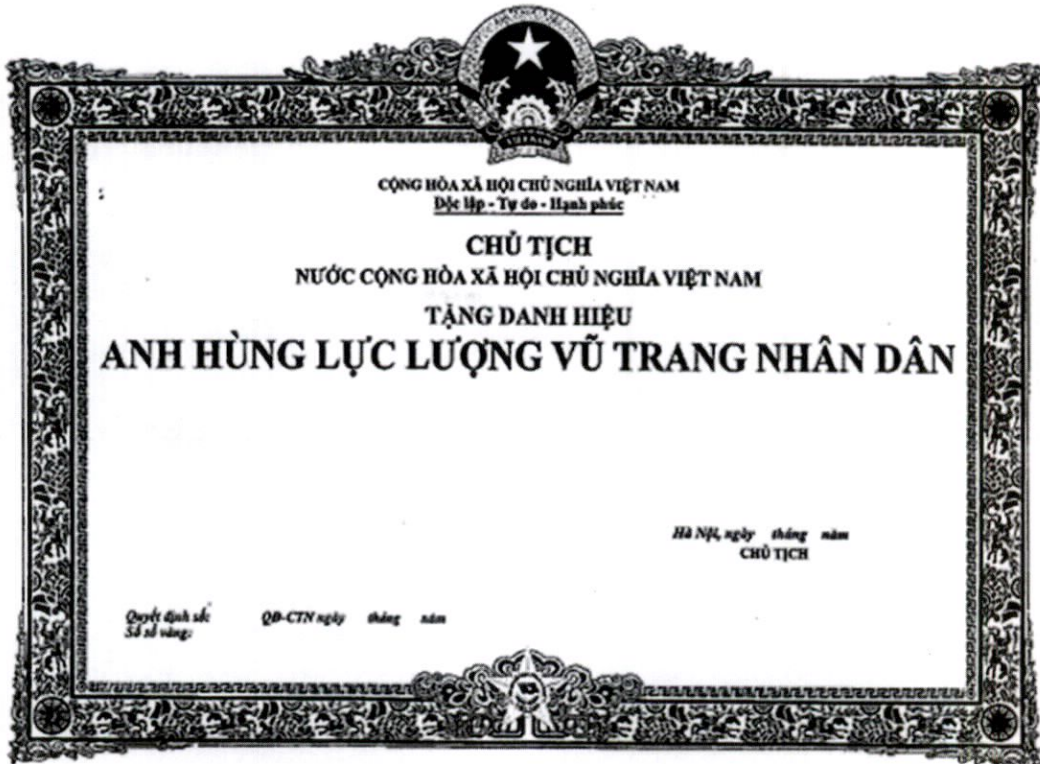 CỘNG HÒA XÃ HỘI CHỦ NGHĨA VIỆT NAM
Độc lập - Tự do - Hạnh phúc
CHỦ TỊCH
NƯỚC CỘNG HÒA XÃ HỘI CHỦ NGHĨA VIỆT NAM
TẶNG DANH HIỆU
ANH HÙNG LỰC LƯỢNG VŨ TRANG NHÂN DÂN
Hà Nội, ngày tháng năm
CHỦ TỊCH
Quyết định số: QĐ-CTN ngày tháng năm
Số sổ vàng: